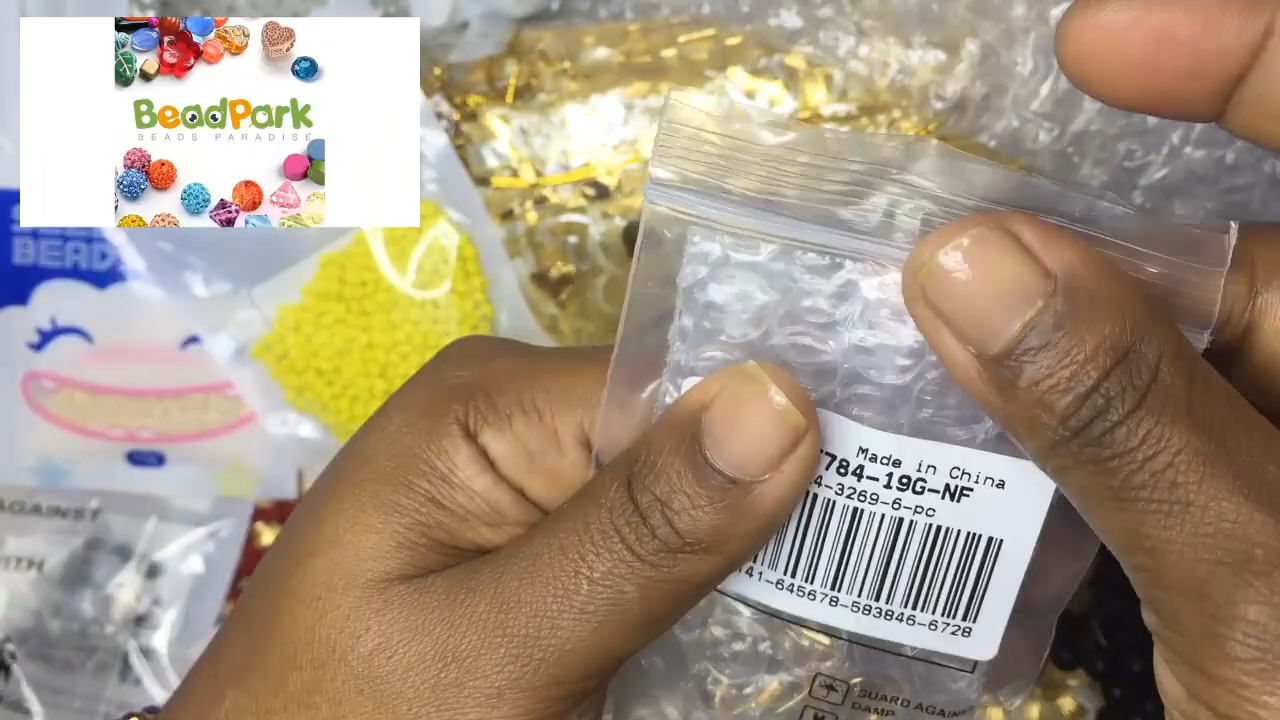 BeadPark
BEADS PARADISE
BEAD
AGAINST
Made in China
784-19G-NF
4-3269-6-pc
41-645678-583846-6728
GUARD AGAIN
DAMP